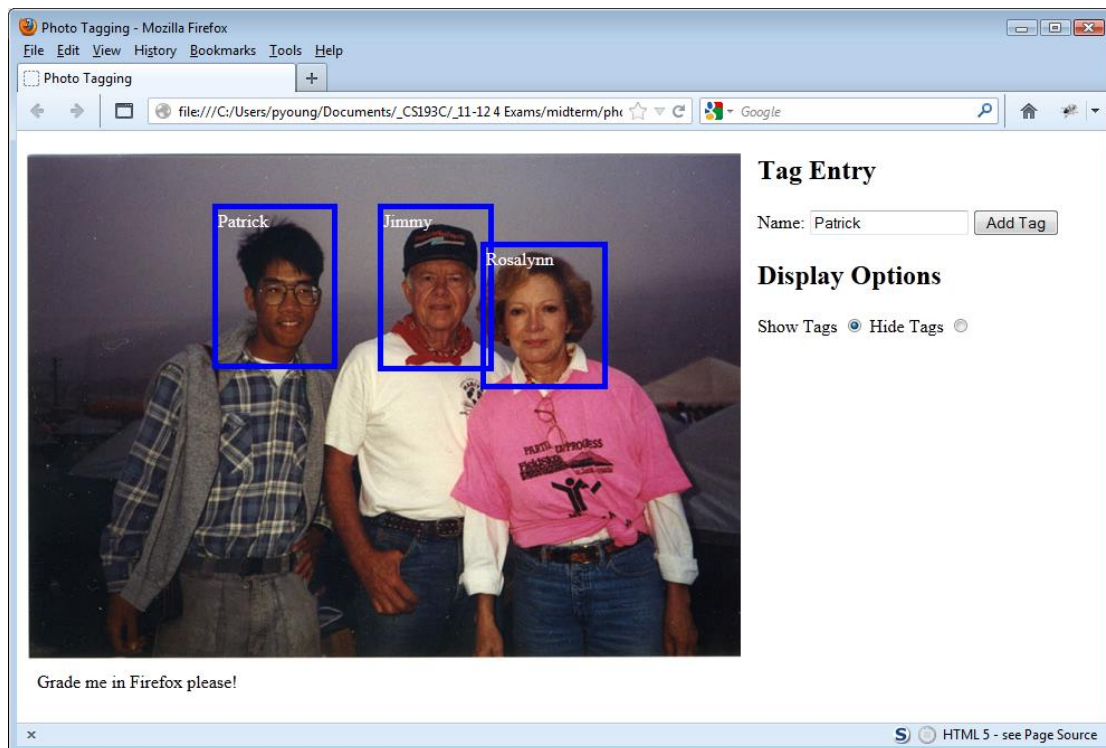 Photo Tagging - Mozilla Firefox
File Edit View History Bookmarks Tools Help
Photo Tagging
file:///C:/Users/pyoung/Documents/_CS193C/_11-12 4 Exams/midterm/pho
Google
Tag Entry
Patrick
Jimmy
Name: Patrick Add Tag
Rosalynn
Display Options
Show Tags Hide Tags
Grade me in Firefox please!
HTML 5 - see Page Source